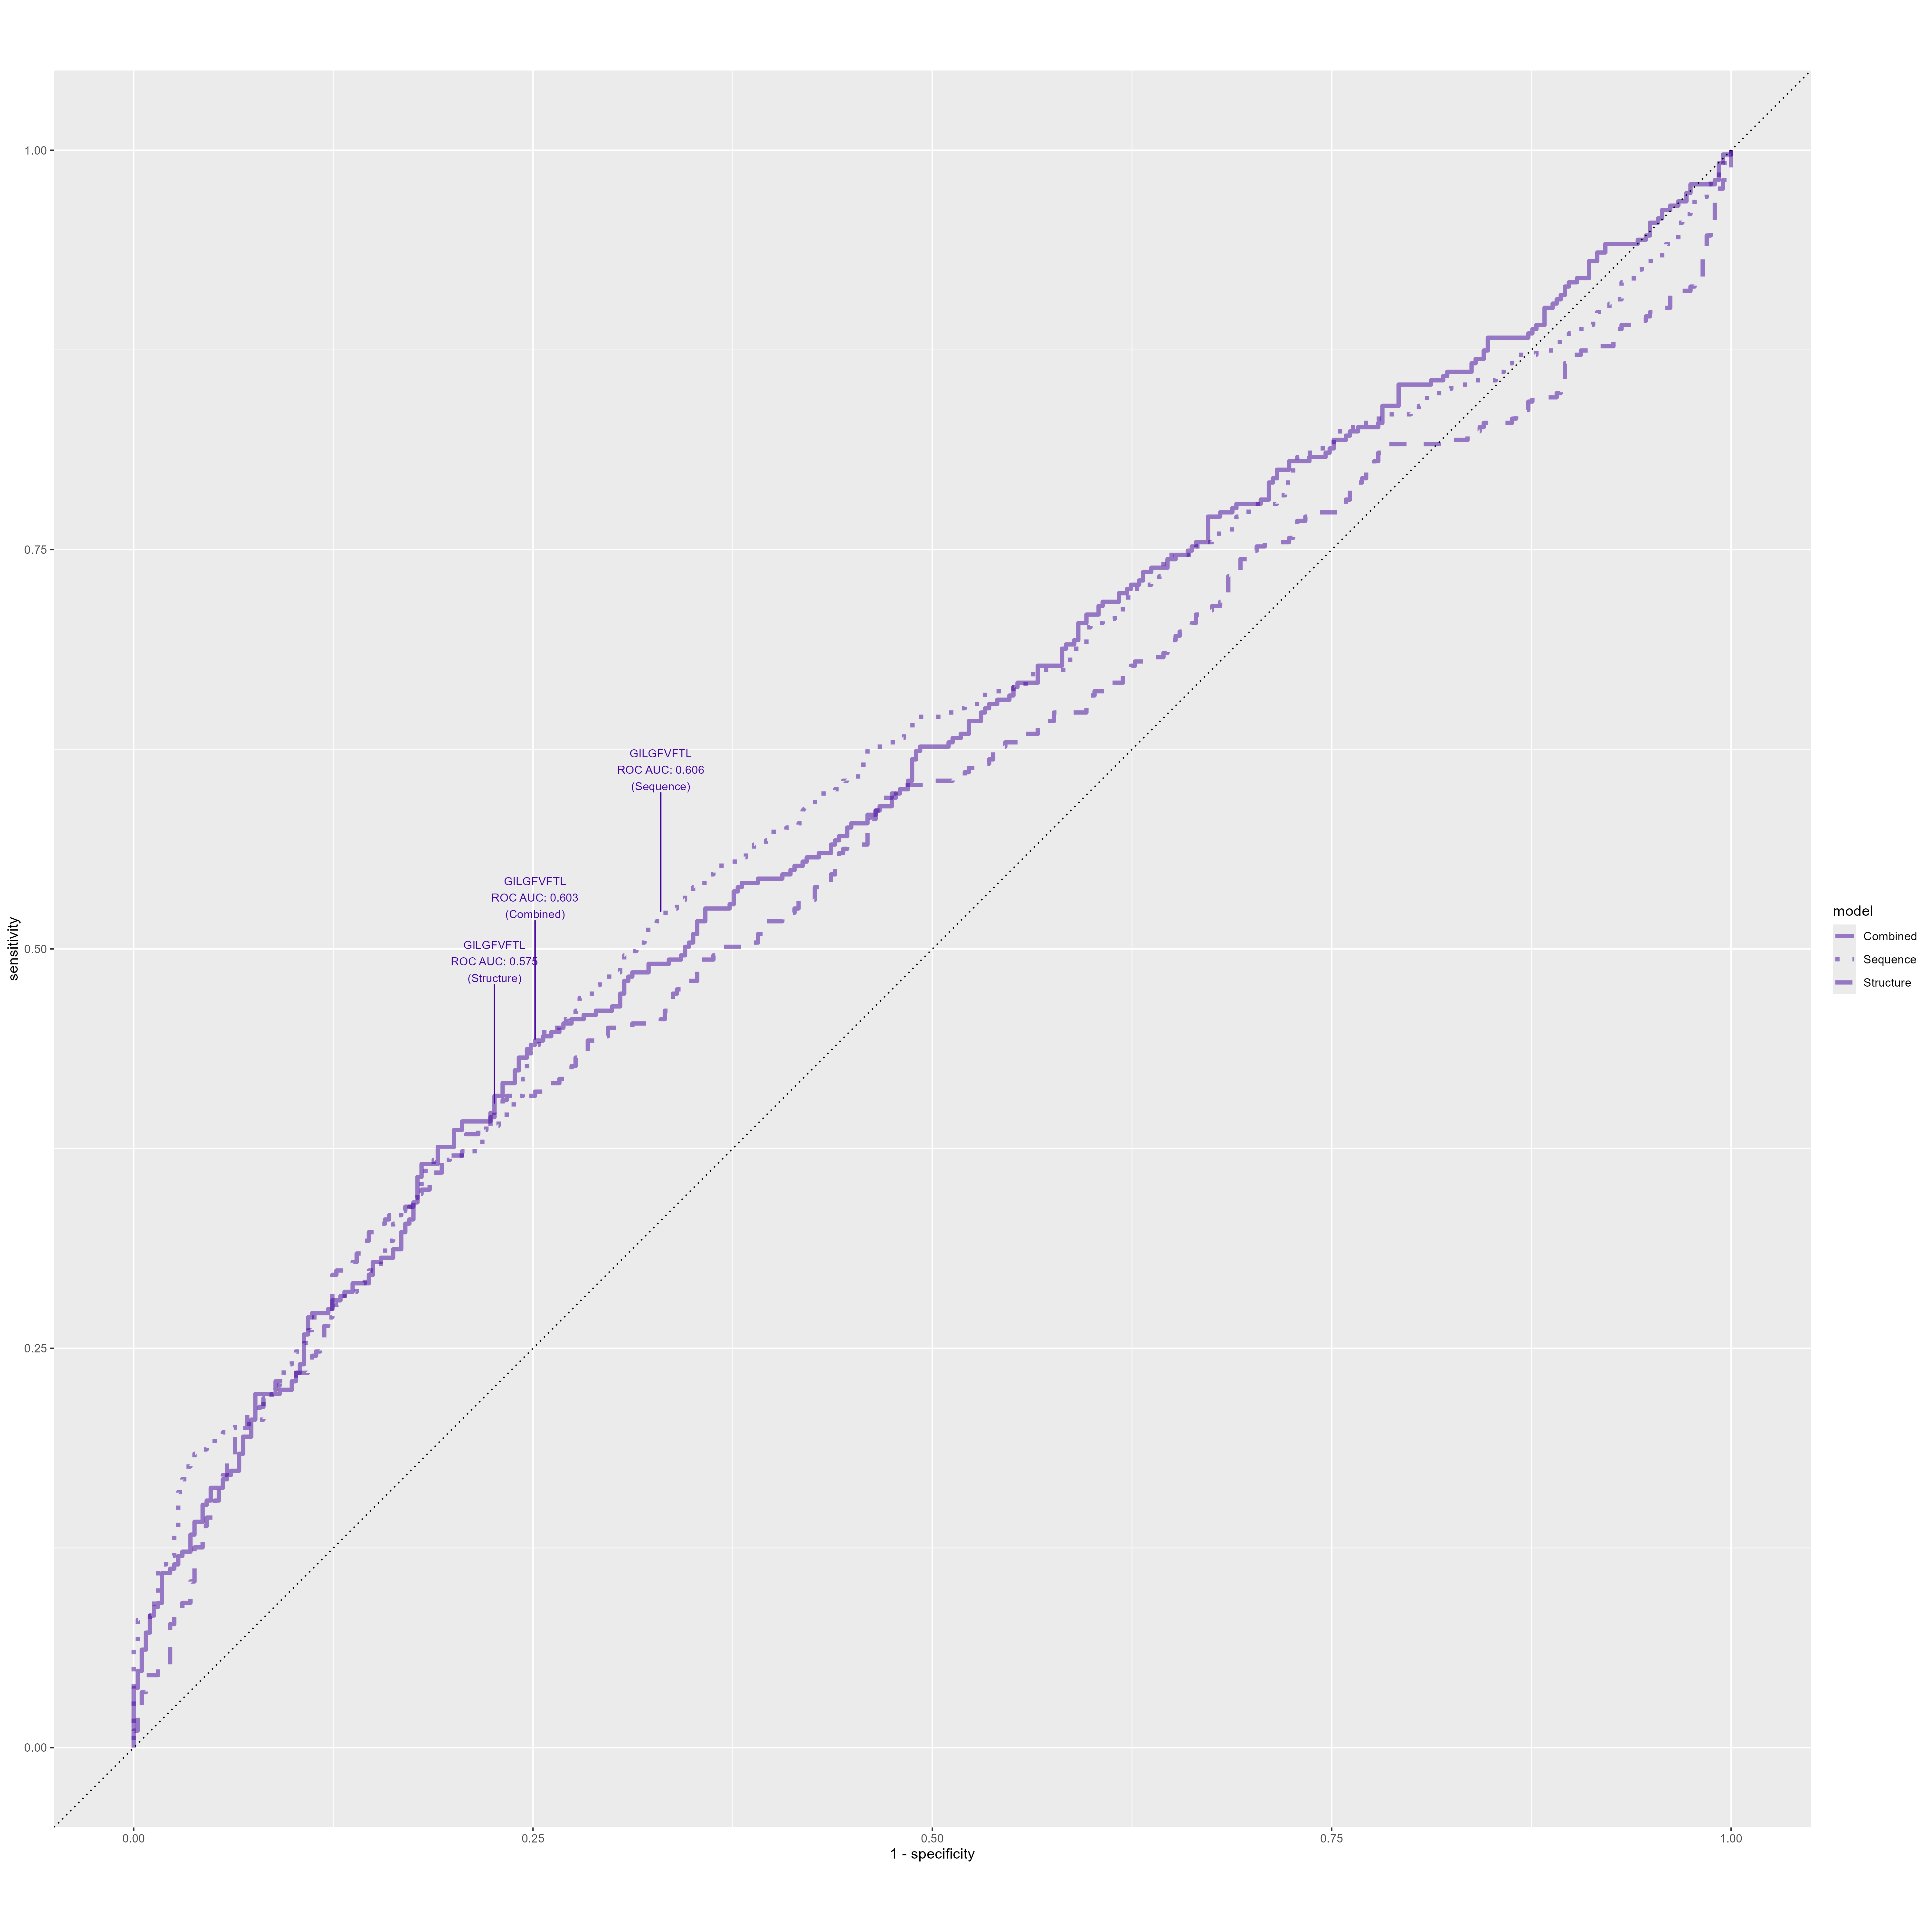 1.00
0.75
0.50
0.25
0.00
sensitivity
GILGFVFTL
ROC AUC: 0.606
(Sequence)
GILGFVFTL
ROC AUC: 0.603
(Combined)
GILGFVFTL
ROC AUC: 0.575
(Structure)
0.00
0.25
0.50
0.75
1.00
1 - specificity
model
Combined
Sequence
Structure